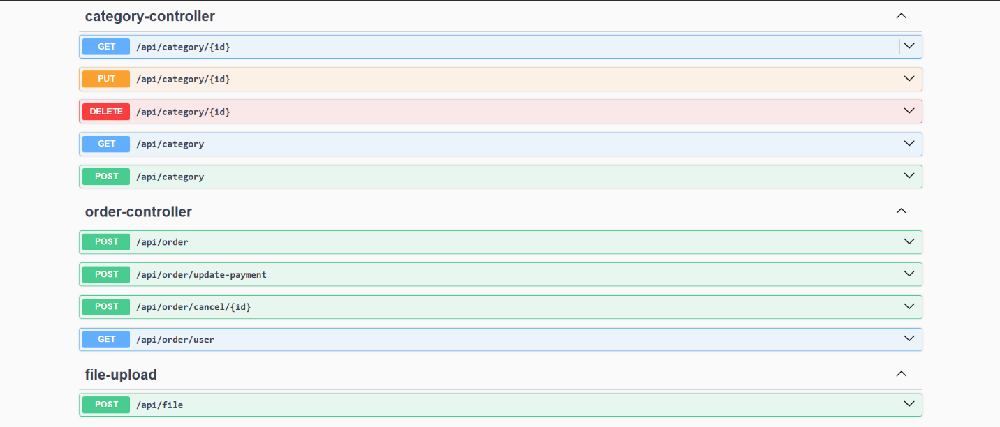 category-controller
GET /api/category/{id}
PUT /api/category/{id}
DELETE /api/category/{id}
GET /api/category
POST /api/category
order-controller
POST /api/order
POST /api/order/update-payment
POST /api/order/cancel/{id}
GET /api/order/user
file-upload
POST /api/file